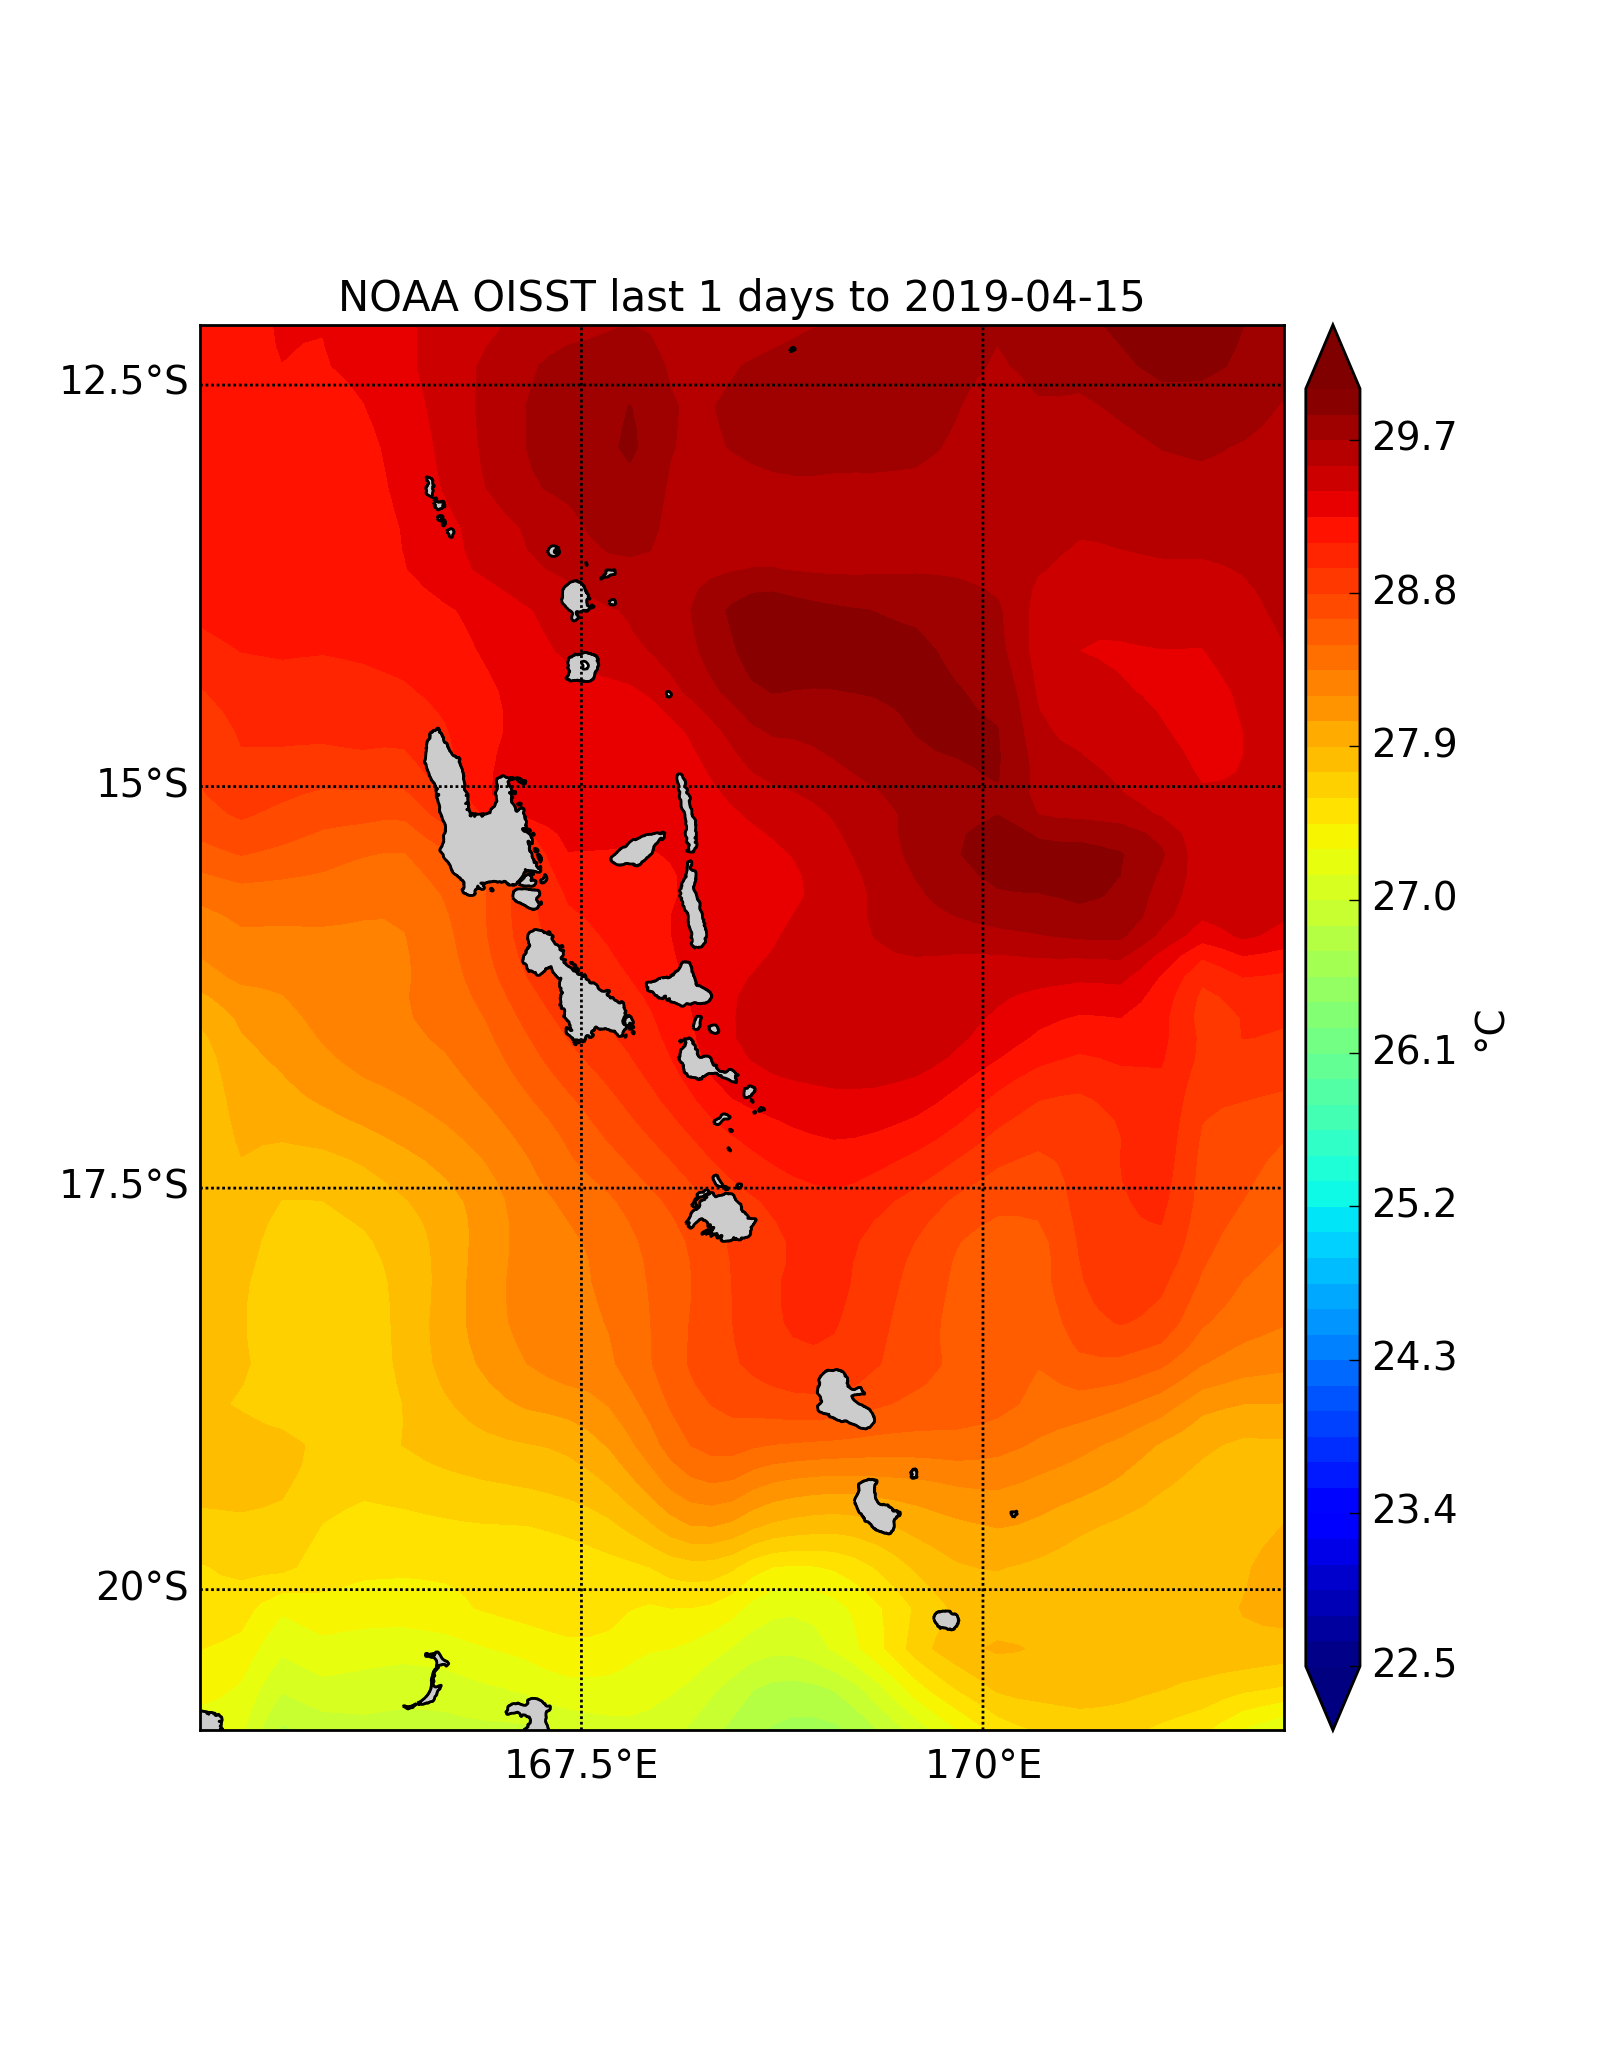 NOAA OISST last 1 days to 2019-04-15
12.5°S
15°S
17.5°S
20°S
167.5°E
170°E
29.7
28.8
27.9
27.0
26.1
25.2
24.3
23.4
22.5
°C